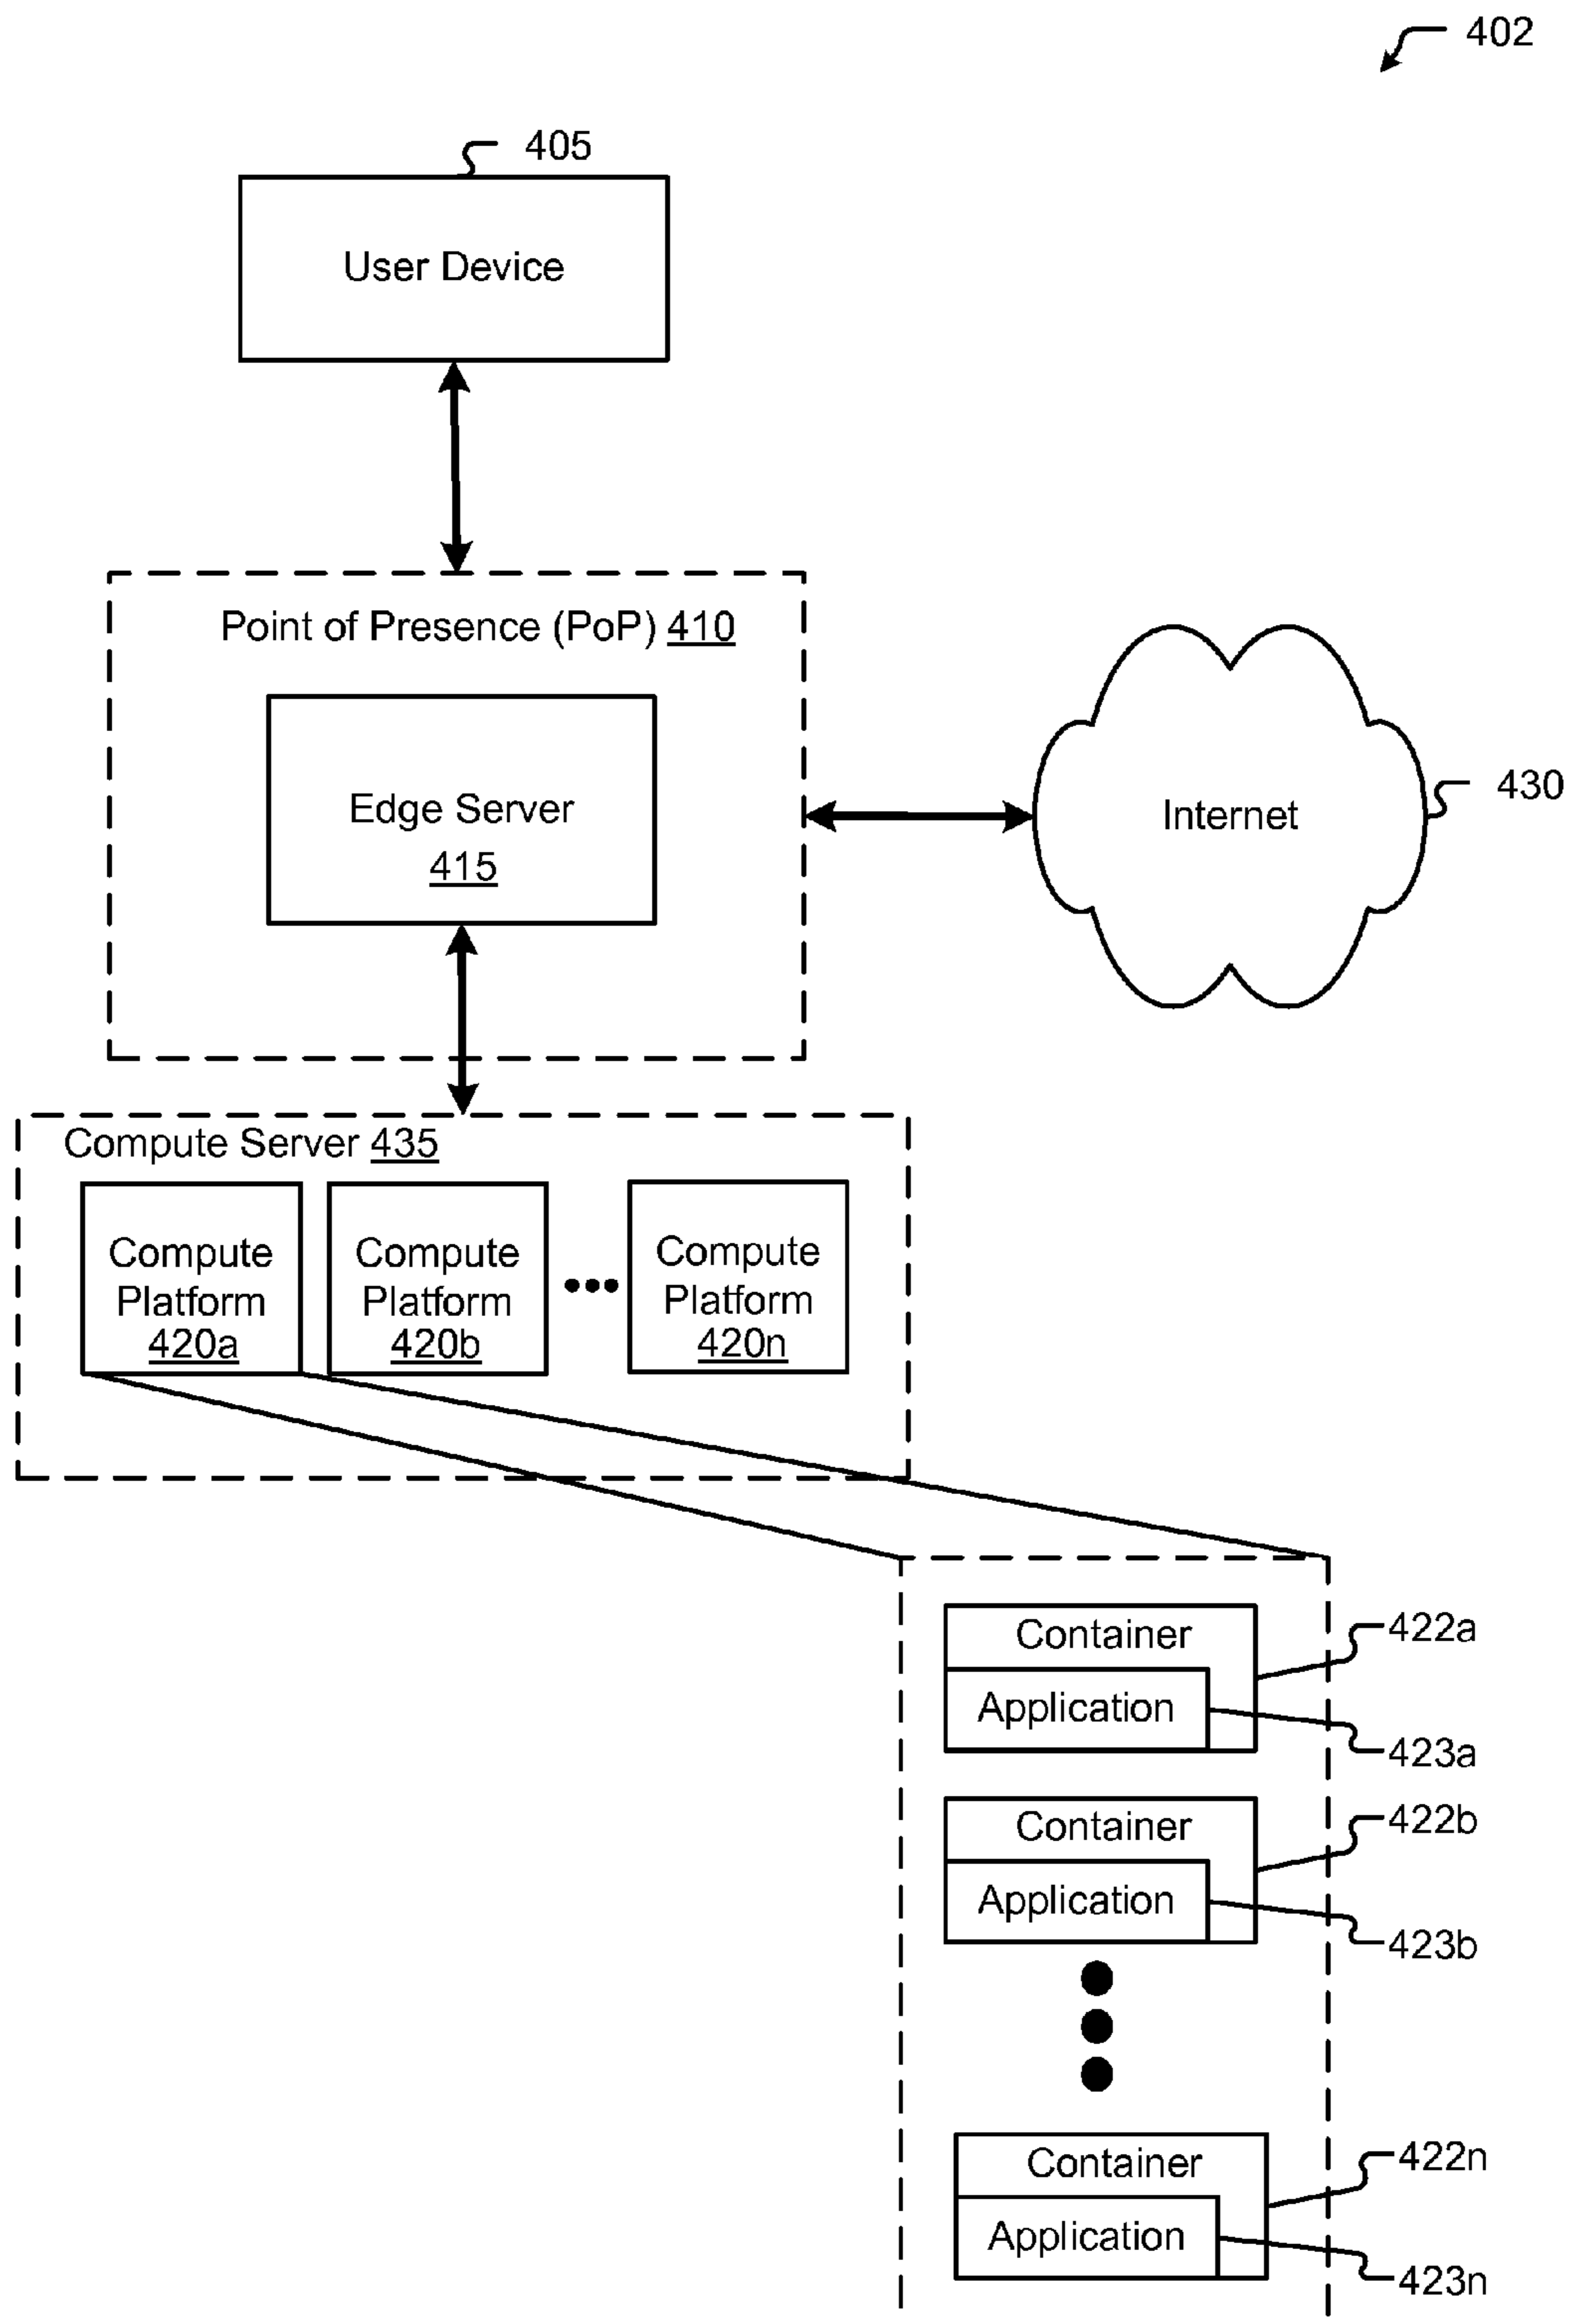 402
405
User Device
Point of Presence (PoP) 410
Edge Server
415
Internet
430
Compute Server 435
Compute
Platform
420a
Compute
Platform
420b
Compute
Platform
420n
Container
422a
Application
423a
Container
422b
Application
423b
Container
422n
Application
423n